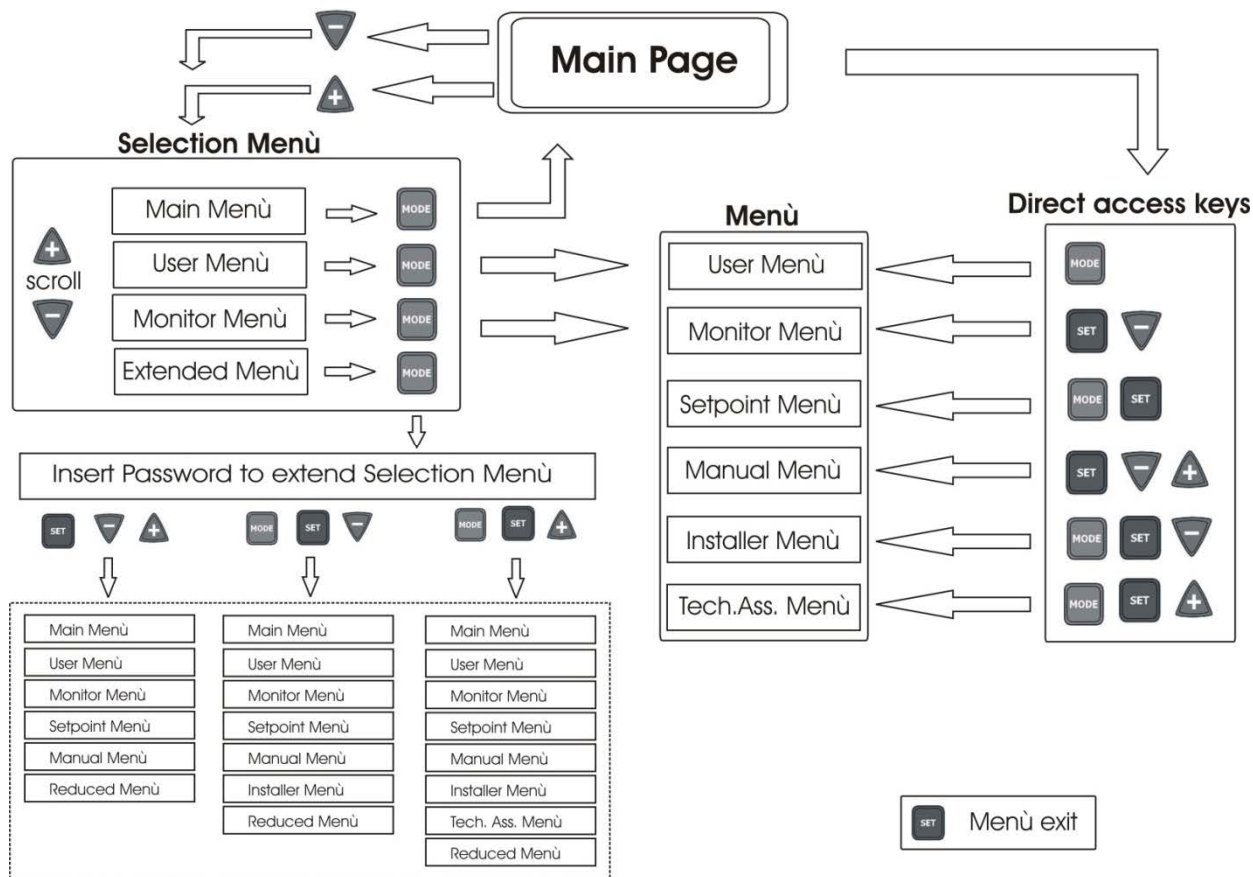 −
Main Page
+
Selection Menù
Main Menù
MODE
+
scroll
−
User Menù
MODE
Monitor Menù
MODE
Extended Menù
MODE
Insert Password to extend Selection Menù
SET − +
MODE SET −
MODE SET +
Main Menù
User Menù
Monitor Menù
Setpoint Menù
Manual Menù
Reduced Menù
Main Menù
User Menù
Monitor Menù
Setpoint Menù
Manual Menù
Installer Menù
Reduced Menù
Main Menù
User Menù
Monitor Menù
Setpoint Menù
Manual Menù
Installer Menù
Tech. Ass. Menù
Reduced Menù
Menù
User Menù
Monitor Menù
Setpoint Menù
Manual Menù
Installer Menù
Tech.Ass. Menù
Direct access keys
MODE
SET −
MODE SET
SET − +
MODE SET −
MODE SET +
SET Menù exit